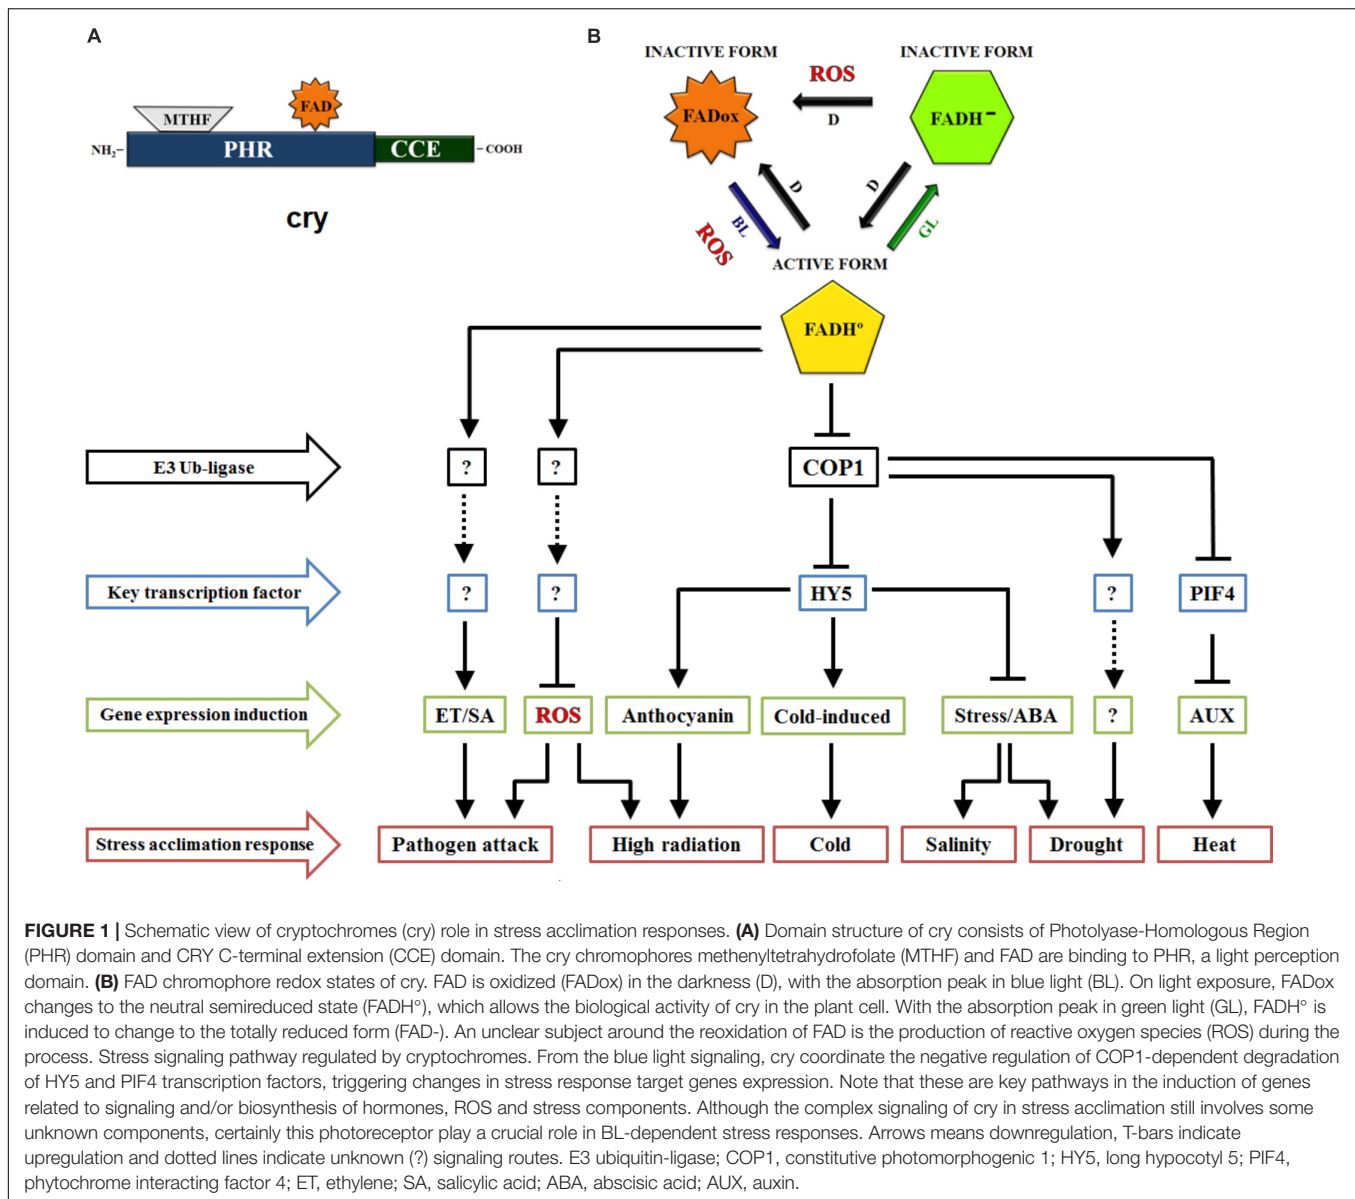 A
MTHF
FAD
NH₂–
PHR
CCE
– COOH
cry
B
INACTIVE FORM
INACTIVE FORM
FADox
ROS
D
FADH⁻
D
D
BL
ROS
GL
ACTIVE FORM
FADHº
E3 Ub-ligase
?
?
COP1
Key transcription factor
?
?
HY5
?
PIF4
Gene expression induction
ET/SA
ROS
Anthocyanin
Cold-induced
Stress/ABA
?
AUX
Stress acclimation response
Pathogen attack
High radiation
Cold
Salinity
Drought
Heat
FIGURE 1 | Schematic view of cryptochromes (cry) role in stress acclimation responses. (A) Domain structure of cry consists of Photolyase-Homologous Region
(PHR) domain and CRY C-terminal extension (CCE) domain. The cry chromophores methenyltetrahydrofolate (MTHF) and FAD are binding to PHR, a light perception
domain. (B) FAD chromophore redox states of cry. FAD is oxidized (FADox) in the darkness (D), with the absorption peak in blue light (BL). On light exposure, FADox
changes to the neutral semireduced state (FADH°), which allows the biological activity of cry in the plant cell. With the absorption peak in green light (GL), FADH° is
induced to change to the totally reduced form (FAD-). An unclear subject around the reoxidation of FAD is the production of reactive oxygen species (ROS) during the
process. Stress signaling pathway regulated by cryptochromes. From the blue light signaling, cry coordinate the negative regulation of COP1-dependent degradation
of HY5 and PIF4 transcription factors, triggering changes in stress response target genes expression. Note that these are key pathways in the induction of genes
related to signaling and/or biosynthesis of hormones, ROS and stress components. Although the complex signaling of cry in stress acclimation still involves some
unknown components, certainly this photoreceptor play a crucial role in BL-dependent stress responses. Arrows means downregulation, T-bars indicate
upregulation and dotted lines indicate unknown (?) signaling routes. E3 ubiquitin-ligase; COP1, constitutive photomorphogenic 1; HY5, long hypocotyl 5; PIF4,
phytochrome interacting factor 4; ET, ethylene; SA, salicylic acid; ABA, abscisic acid; AUX, auxin.